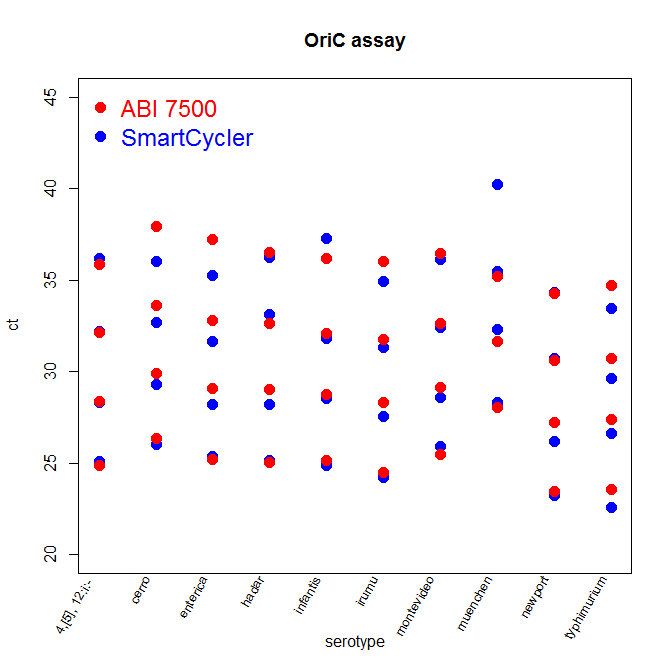 OriC assay
ABI 7500
SmartCycler
ct
45
40
35
30
25
20
4,[5], 12:i:-
cerro
enterica
hadar
infantis
irumu
montevideo
muenchen
newport
typhimurium
serotype